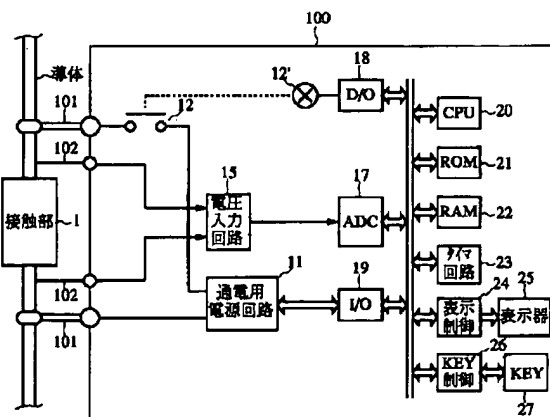 100
導体
101
12
12'
18
D/O
CPU
20
102
15
電圧
入力
回路
17
ADC
ROM
21
接触部
1
RAM
22
タイマ
回路
23
11
通電用
電源回路
19
I/O
24
表示
制御
25
表示器
102
101
26
KEY
制御
KEY
27